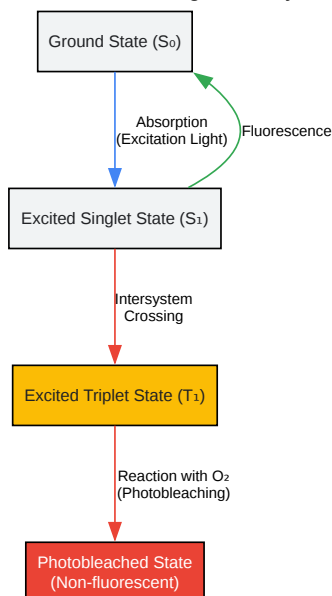 Ground State (S₀)
Absorption
(Excitation Light)
Fluorescence
Excited Singlet State (S₁)
Intersystem
Crossing
Excited Triplet State (T₁)
Reaction with O₂
(Photobleaching)
Photobleached State
(Non-fluorescent)